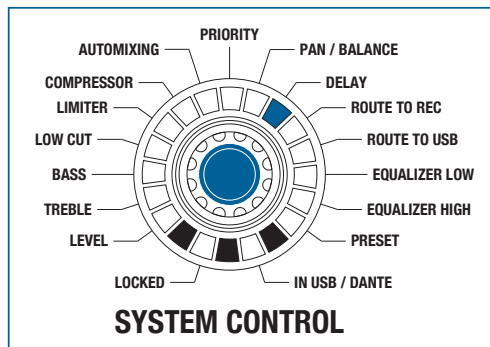 PRIORITY
AUTOMIXING
PAN / BALANCE
COMPRESSOR
DELAY
LIMITER
ROUTE TO REC
LOW CUT
ROUTE TO USB
BASS
EQUALIZER LOW
TREBLE
EQUALIZER HIGH
LEVEL
PRESET
LOCKED
IN USB / DANTE
SYSTEM CONTROL